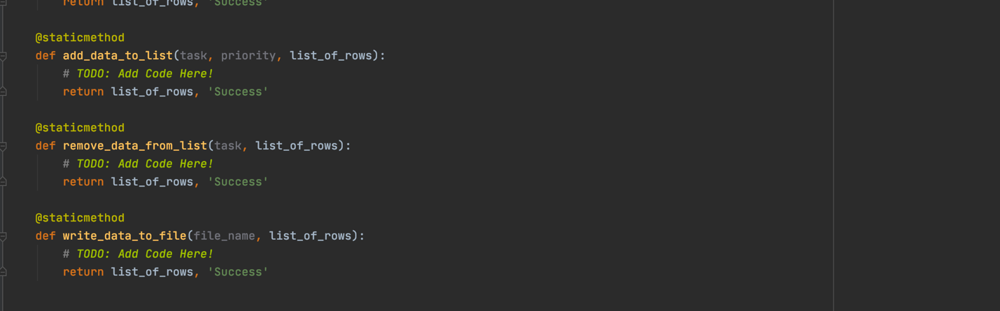 return list_of_rows, 'Success'
@staticmethod
def add_data_to_list(task, priority, list_of_rows):
# TODO: Add Code Here!
return list_of_rows, 'Success'
@staticmethod
def remove_data_from_list(task, list_of_rows):
# TODO: Add Code Here!
return list_of_rows, 'Success'
@staticmethod
def write_data_to_file(file_name, list_of_rows):
# TODO: Add Code Here!
return list_of_rows, 'Success'